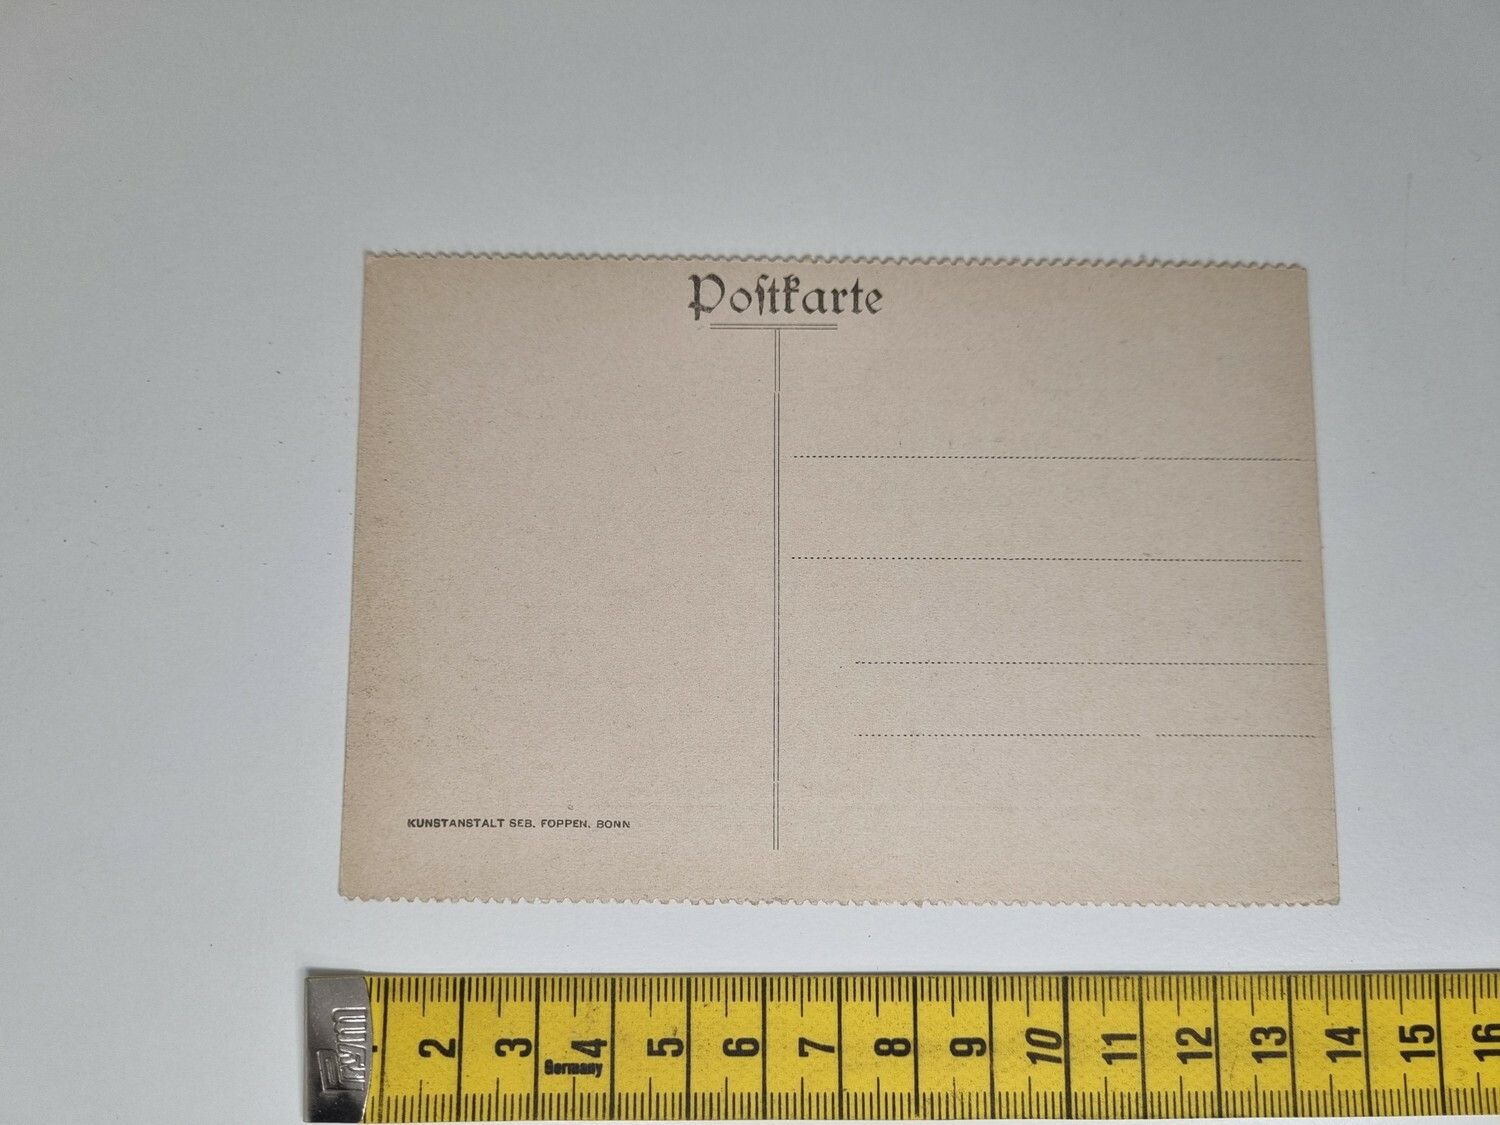 Poſtkarte
KUNSTANSTALT SEB. FOPPEN, BONN
Prym
2 3 4 5 6 7 8 9 10 11 12 13 14 15 16
Germany